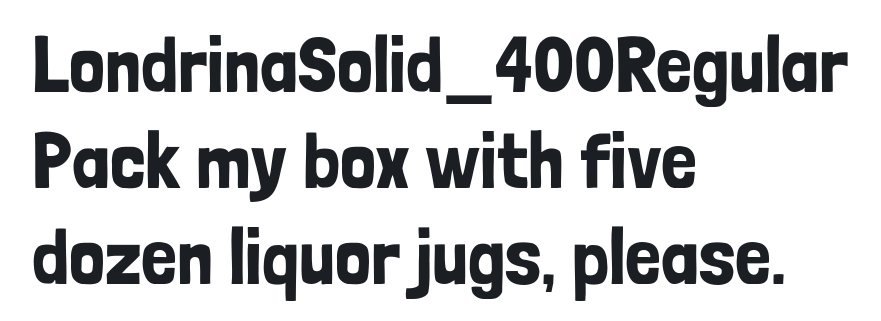 LondrinaSolid_400Regular
Pack my box with five
dozen liquor jugs, please.